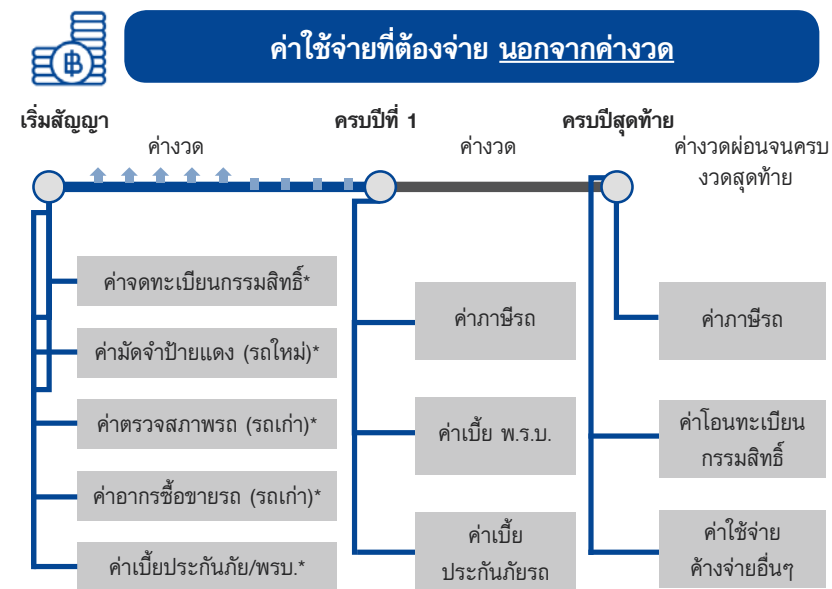 ค่าใช้จ่ายที่ต้องจ่าย นอกจากค่างวด
เริ่มสัญญา
ครบปีที่ 1
ครบปีสุดท้าย
ค่างวด
ค่างวด
ค่างวดผ่อนจนครบ
งวดสุดท้าย
ค่าจดทะเบียนกรรมสิทธิ์*
ค่ามัดจำป้ายแดง (รถใหม่)*
ค่าตรวจสภาพรถ (รถเก่า)*
ค่าอากรซื้อขายรถ (รถเก่า)*
ค่าเบี้ยประกันภัย/พรบ.*
ค่าภาษีรถ
ค่าเบี้ย พ.ร.บ.
ค่าเบี้ย
ประกันภัยรถ
ค่าภาษีรถ
ค่าโอนทะเบียน
กรรมสิทธิ์
ค่าใช้จ่าย
ค้างจ่ายอื่นๆ